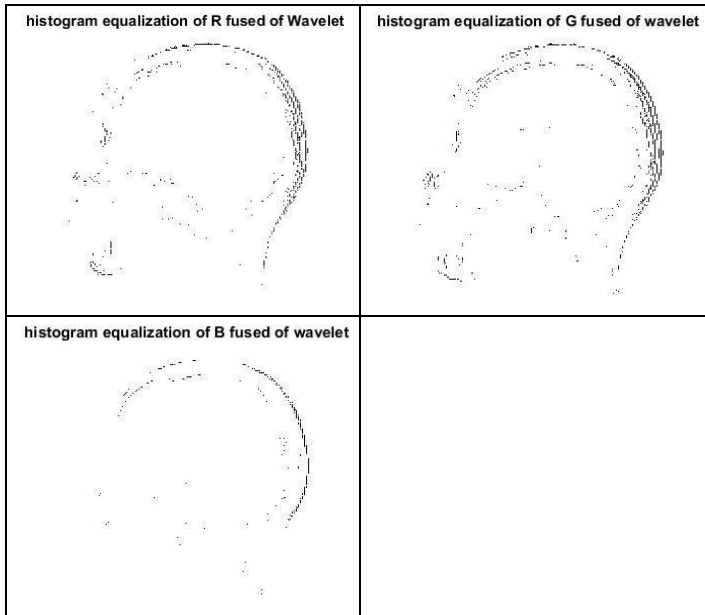 histogram equalization of R fused of Wavelet
histogram equalization of G fused of wavelet
histogram equalization of B fused of wavelet